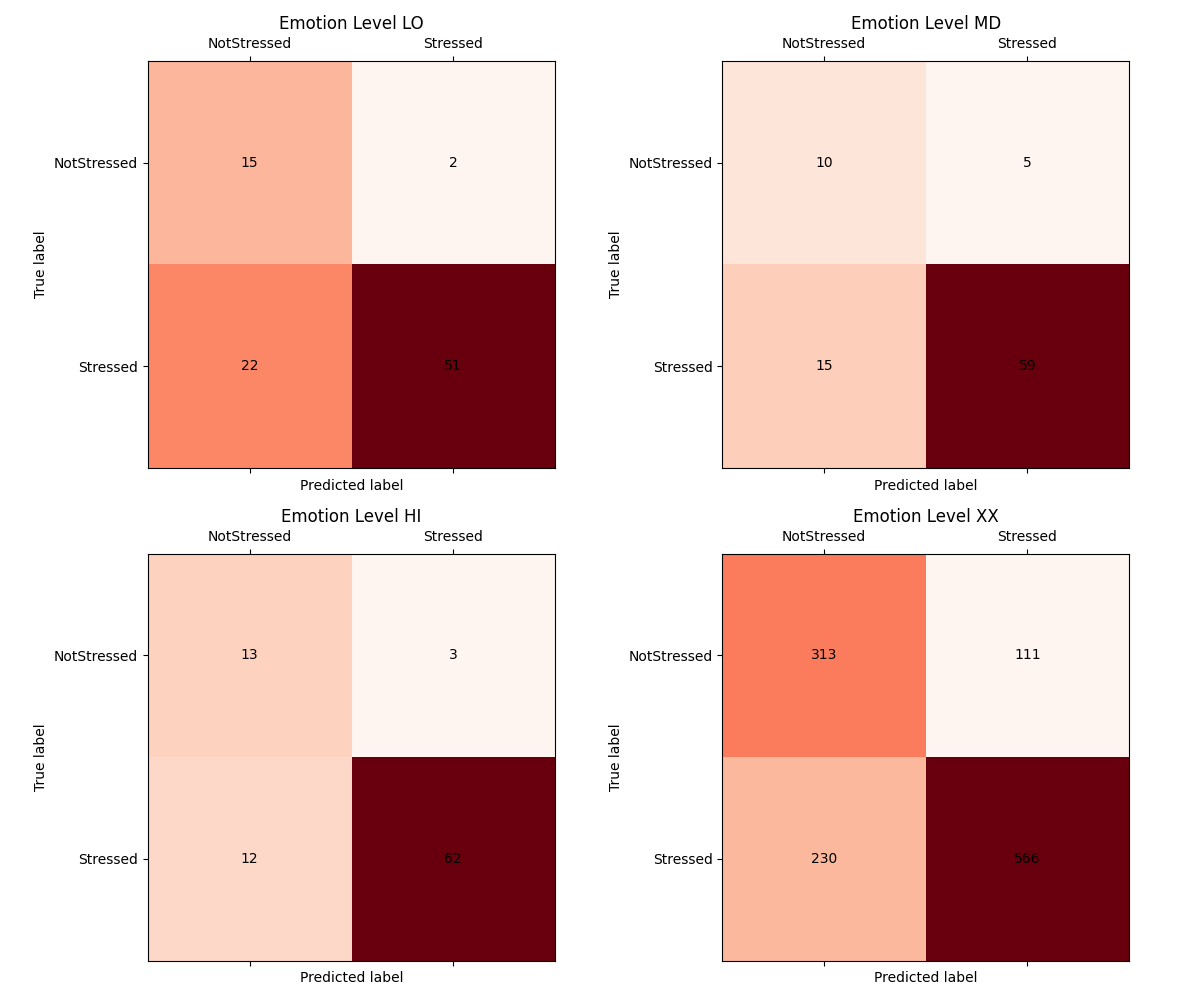 Emotion Level LO
NotStressed Stressed
NotStressed 15 2
True label
Stressed 22 51
Predicted label
Emotion Level MD
NotStressed Stressed
NotStressed 10 5
True label
Stressed 15 59
Predicted label
Emotion Level HI
NotStressed Stressed
NotStressed 13 3
True label
Stressed 12 62
Predicted label
Emotion Level XX
NotStressed Stressed
NotStressed 313 111
True label
Stressed 230 566
Predicted label